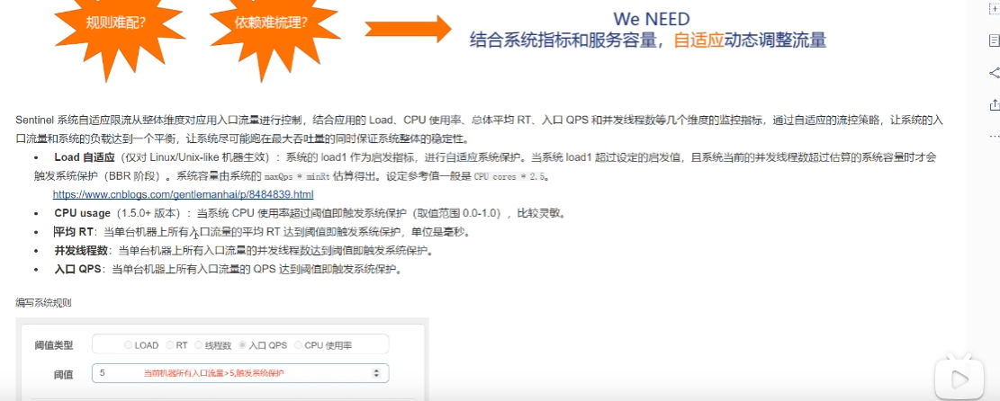 规则难配?
依赖难梳理?
We NEED
结合系统指标和服务容量，自适应动态调整流量
Sentinel 系统自适应限流从整体维度对应用入口流量进行控制，结合应用的 Load、CPU 使用率、总体平均 RT、入口 QPS 和并发线程数等几个维度的监控指标，通过自适应的流控策略，让系统的入
口流量和系统的负载达到一个平衡，让系统尽可能跑在最大吞吐量的同时保证系统整体的稳定性。
• Load 自适应（仅对 Linux/Unix-like 机器生效）：系统的 load1 作为启发指标，进行自适应系统保护。当系统 load1 超过设定的启发值，且系统当前的并发线程数超过估算的系统容量时才会
触发系统保护（BBR 阶段）。系统容量由系统的 maxQps * minRt 估算得出。设定参考值一般是 CPU cores * 2.5。
https://www.cnblogs.com/gentlemanhai/p/8484839.html
• CPU usage（1.5.0+ 版本）：当系统 CPU 使用率超过阈值即触发系统保护（取值范围 0.0-1.0），比较灵敏。
• 平均 RT：当单台机器上所有入口流量的平均 RT 达到阈值即触发系统保护，单位是毫秒。
• 并发线程数：当单台机器上所有入口流量的并发线程数达到阈值即触发系统保护。
• 入口 QPS：当单台机器上所有入口流量的 QPS 达到阈值即触发系统保护。
编写系统规则
阈值类型 LOAD RT 线程数 入口 QPS CPU 使用率
阈值 5 当前机器所有入口流量>5,触发系统保护